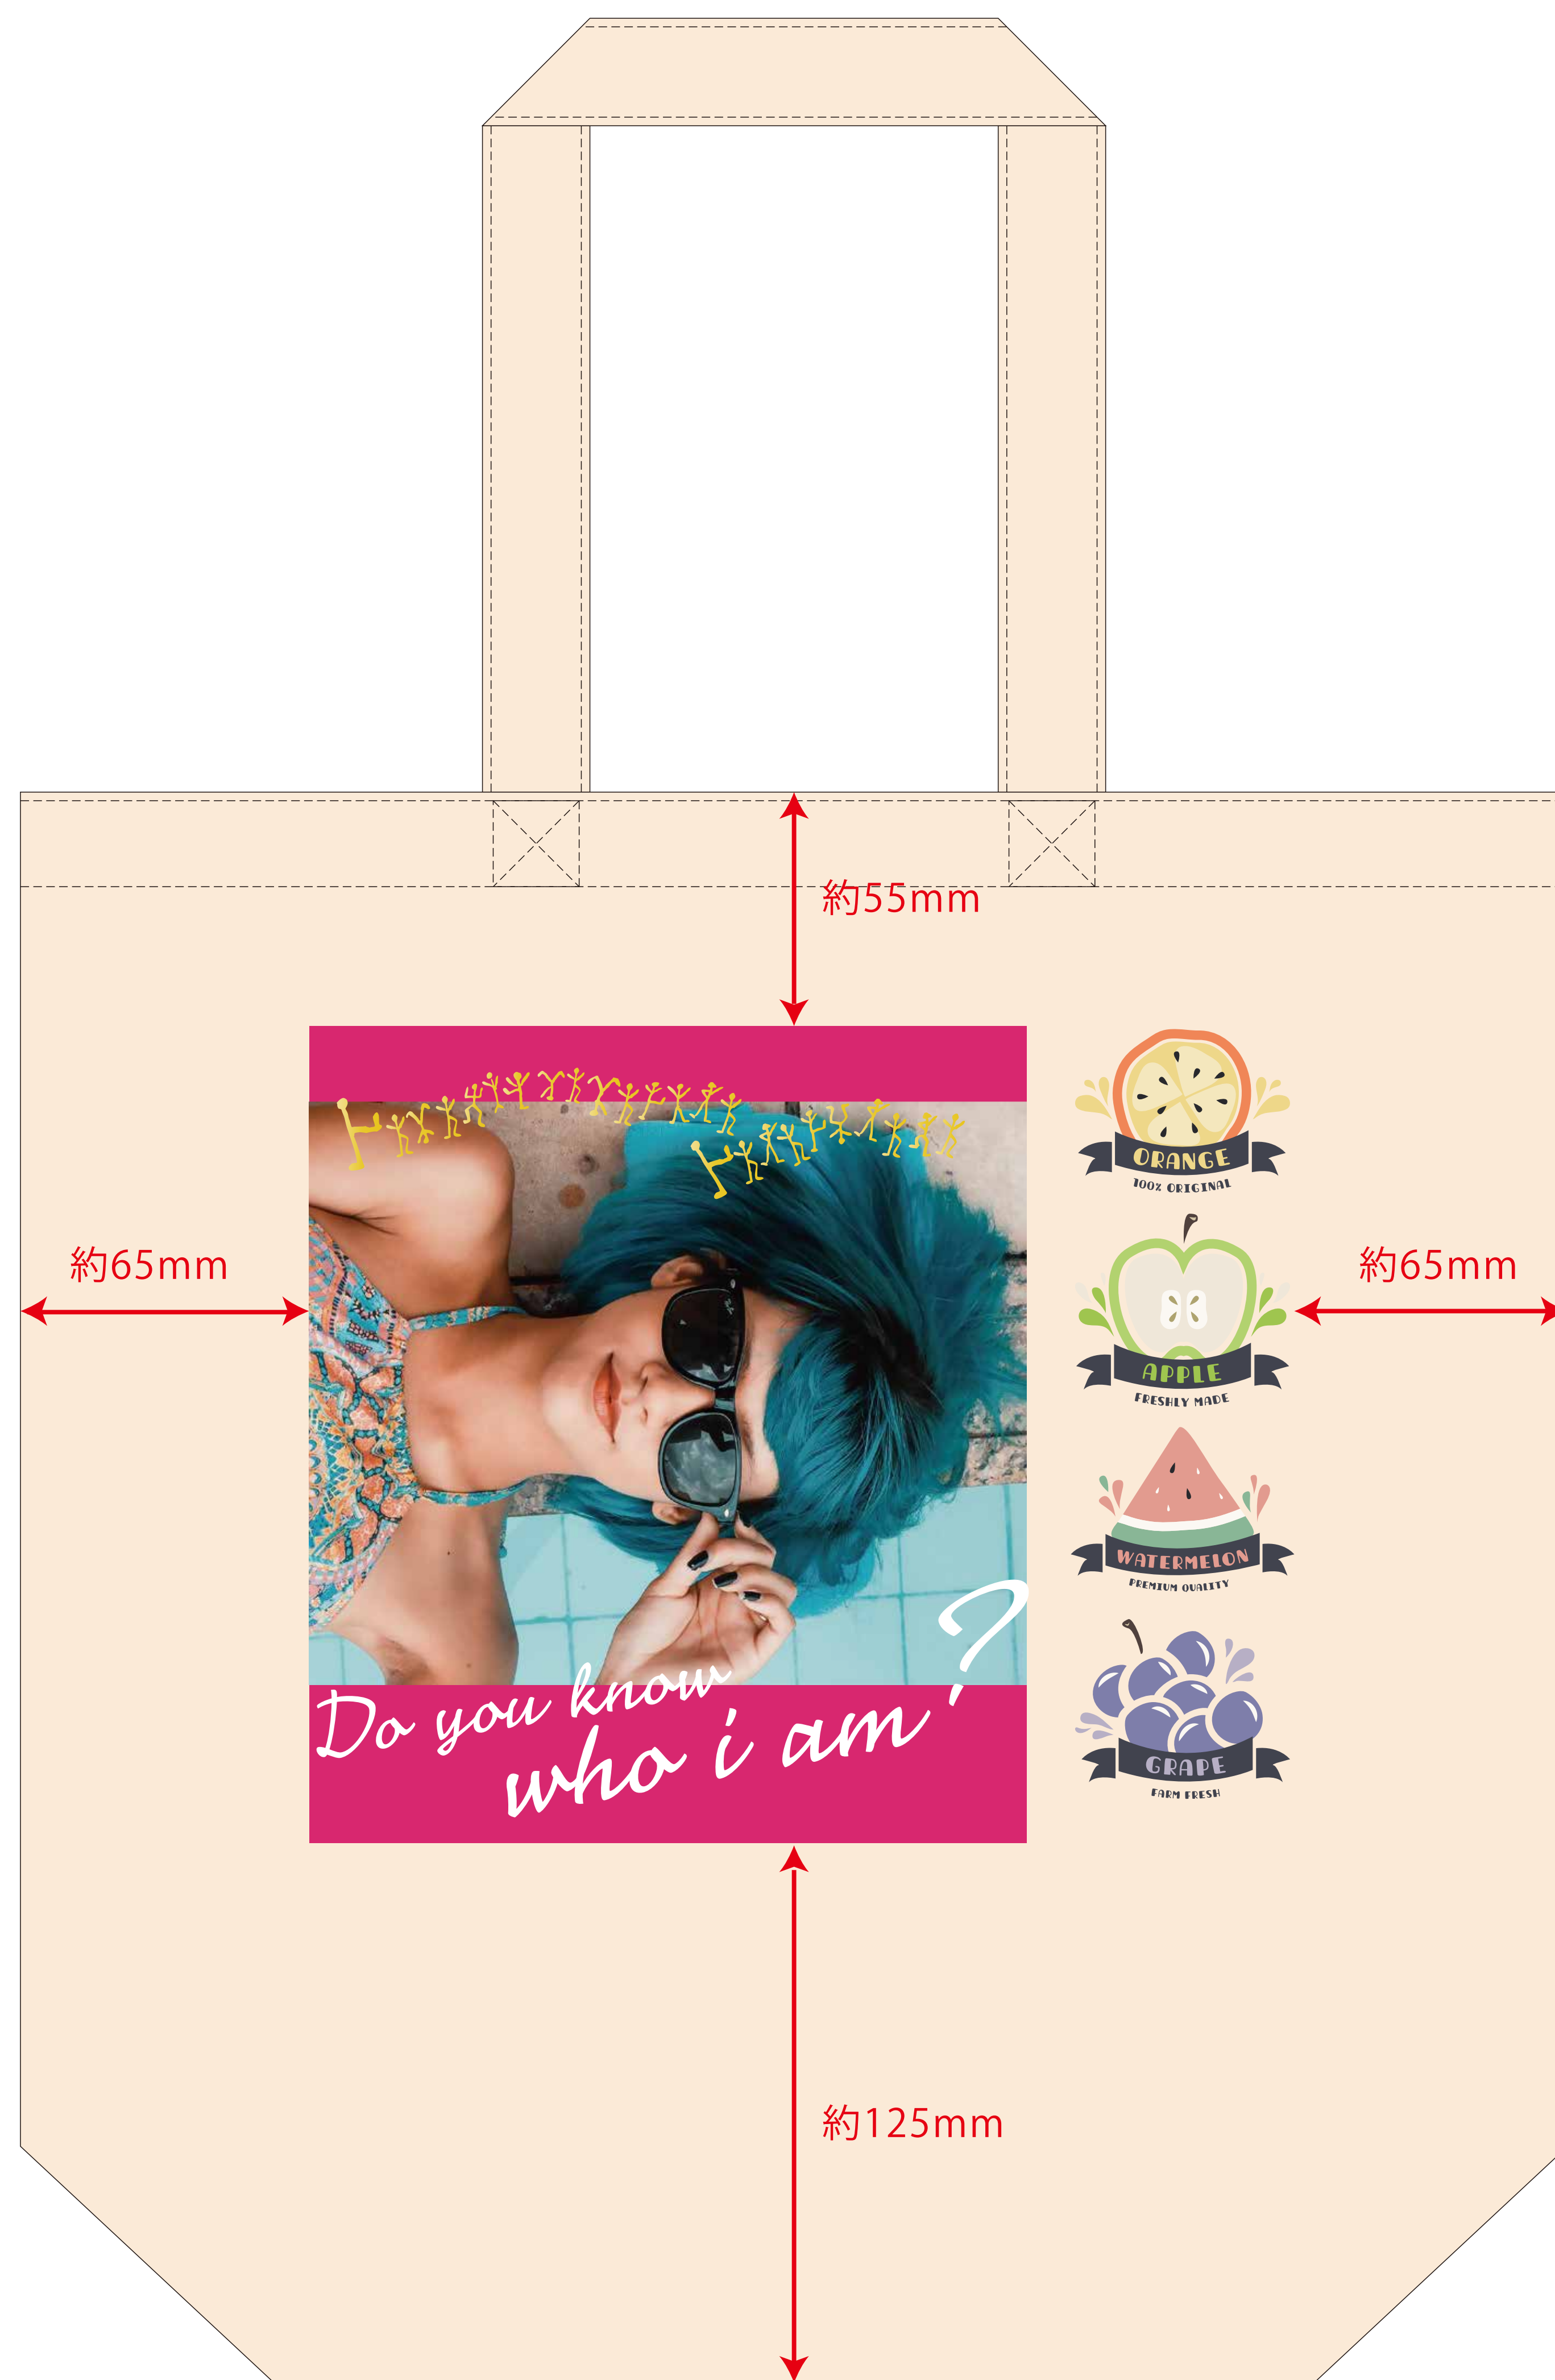 約55mm
約65mm
約65mm
ORANGE
100% ORIGINAL
APPLE
FRESHLY MADE
WATERMELON
PREMIUM QUALITY
GRAPE
FARM FRESH
Do you know
who i am?
約125mm